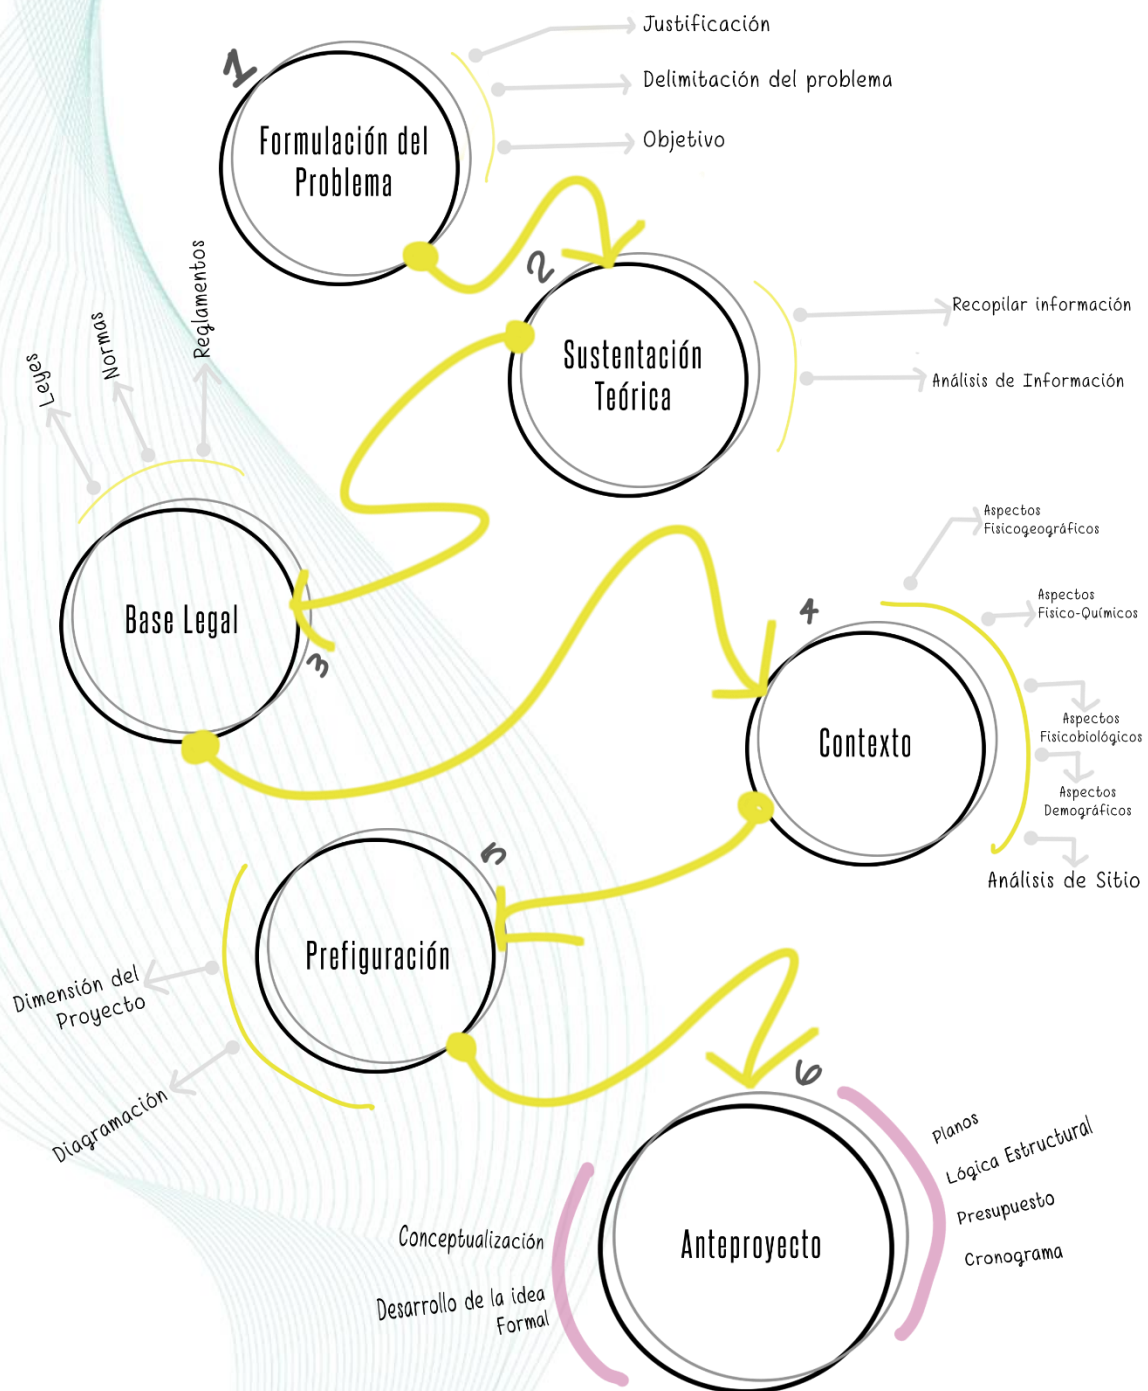 1
Formulación del
Problema
Justificación
Delimitación del problema
Objetivo
2
Sustentación
Teórica
Recopilar información
Análisis de Información
Leyes
Normas
Reglamentos
Base Legal
3
4
Contexto
Aspectos
Fisicogeográficos
Aspectos
Fisico-Químicos
Aspectos
Fisicobiológicos
Aspectos
Demográficos
Análisis de Sitio
5
Prefiguración
Dimensión del
Proyecto
Diagramación
6
Anteproyecto
Conceptualización
Desarrollo de la idea
Formal
Planos
Lógica Estructural
Presupuesto
Cronograma